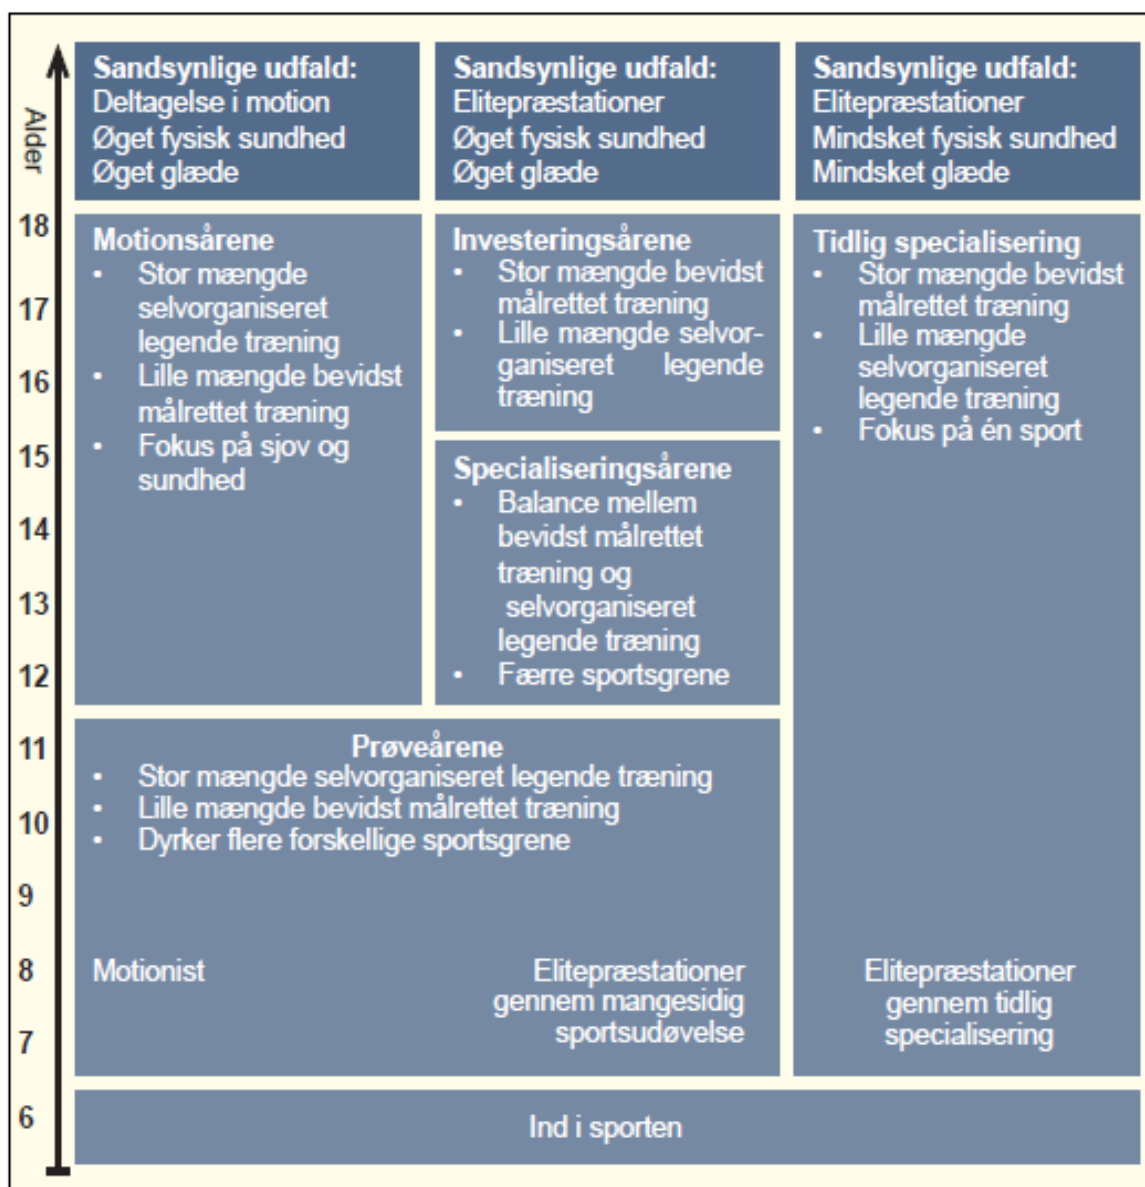 Alder
18
17
16
15
14
13
12
11
10
9
8
7
6
Sandsynlige udfald:
Deltagelse i motion
Øget fysisk sundhed
Øget glæde
Sandsynlige udfald:
Elitepræstationer
Øget fysisk sundhed
Øget glæde
Sandsynlige udfald:
Elitepræstationer
Mindsket fysisk sundhed
Mindsket glæde
Motionsårene
• Stor mængde
selvorganiseret
legende træning
• Lille mængde bevidst
målrettet træning
• Fokus på sjov og
sundhed
Investeringsårene
• Stor mængde bevidst
målrettet træning
• Lille mængde selvor-
ganiseret legende
træning
Specialiseringsårene
• Balance mellem
bevidst målrettet
træning og
selvorganiseret
legende træning
• Færre sportsgrene
Tidlig specialisering
• Stor mængde bevidst
målrettet træning
• Lille mængde
selvorganiseret
legende træning
• Fokus på én sport
Prøveårene
• Stor mængde selvorganiseret legende træning
• Lille mængde bevidst målrettet træning
• Dyrker flere forskellige sportsgrene
Motionist
Elitepræstationer
gennem mangesidig
sportsudøvelse
Elitepræstationer
gennem tidlig
specialisering
Ind i sporten